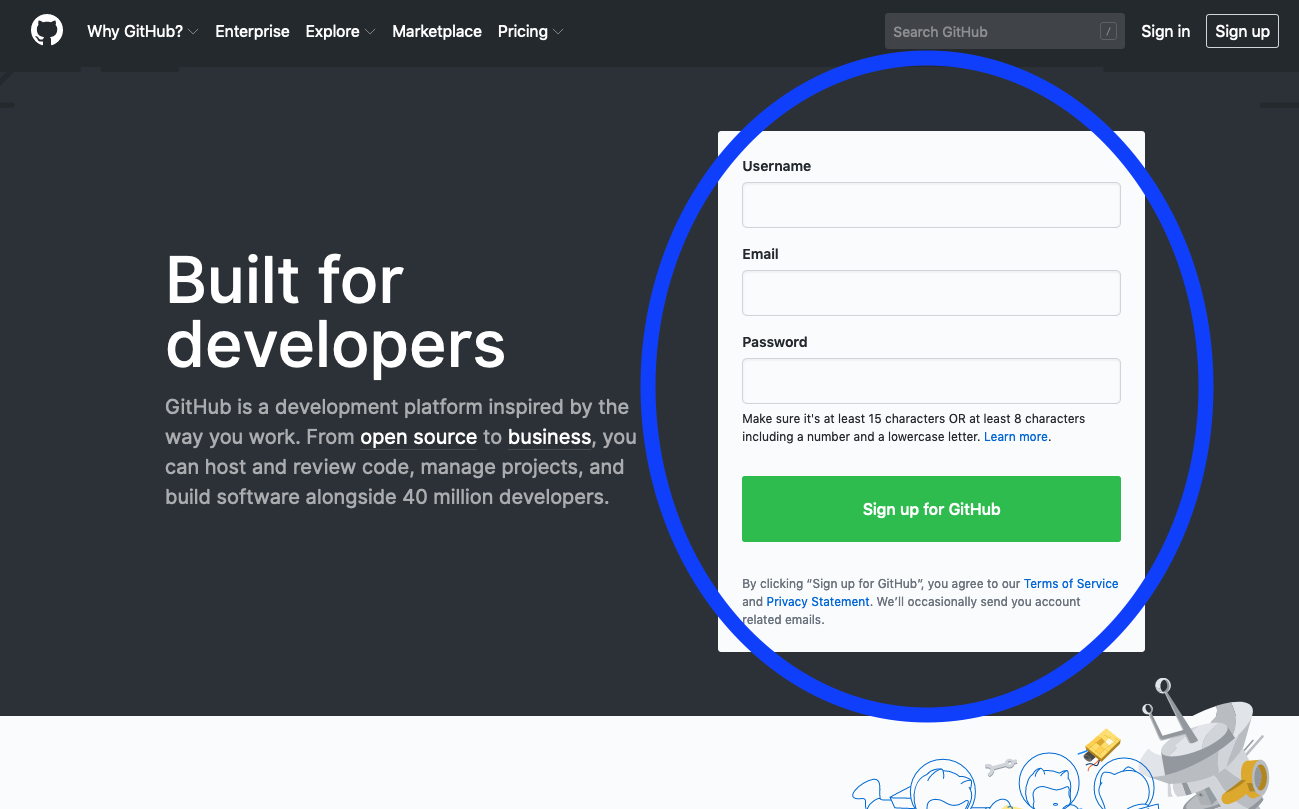 Why GitHub? Enterprise Explore Marketplace Pricing Search GitHub / Sign in Sign up
Built for
developers
GitHub is a development platform inspired by the
way you work. From open source to business, you
can host and review code, manage projects, and
build software alongside 40 million developers.
Username
Email
Password
Make sure it's at least 15 characters OR at least 8 characters
including a number and a lowercase letter. Learn more.
Sign up for GitHub
By clicking “Sign up for GitHub”, you agree to our Terms of Service
and Privacy Statement. We’ll occasionally send you account
related emails.